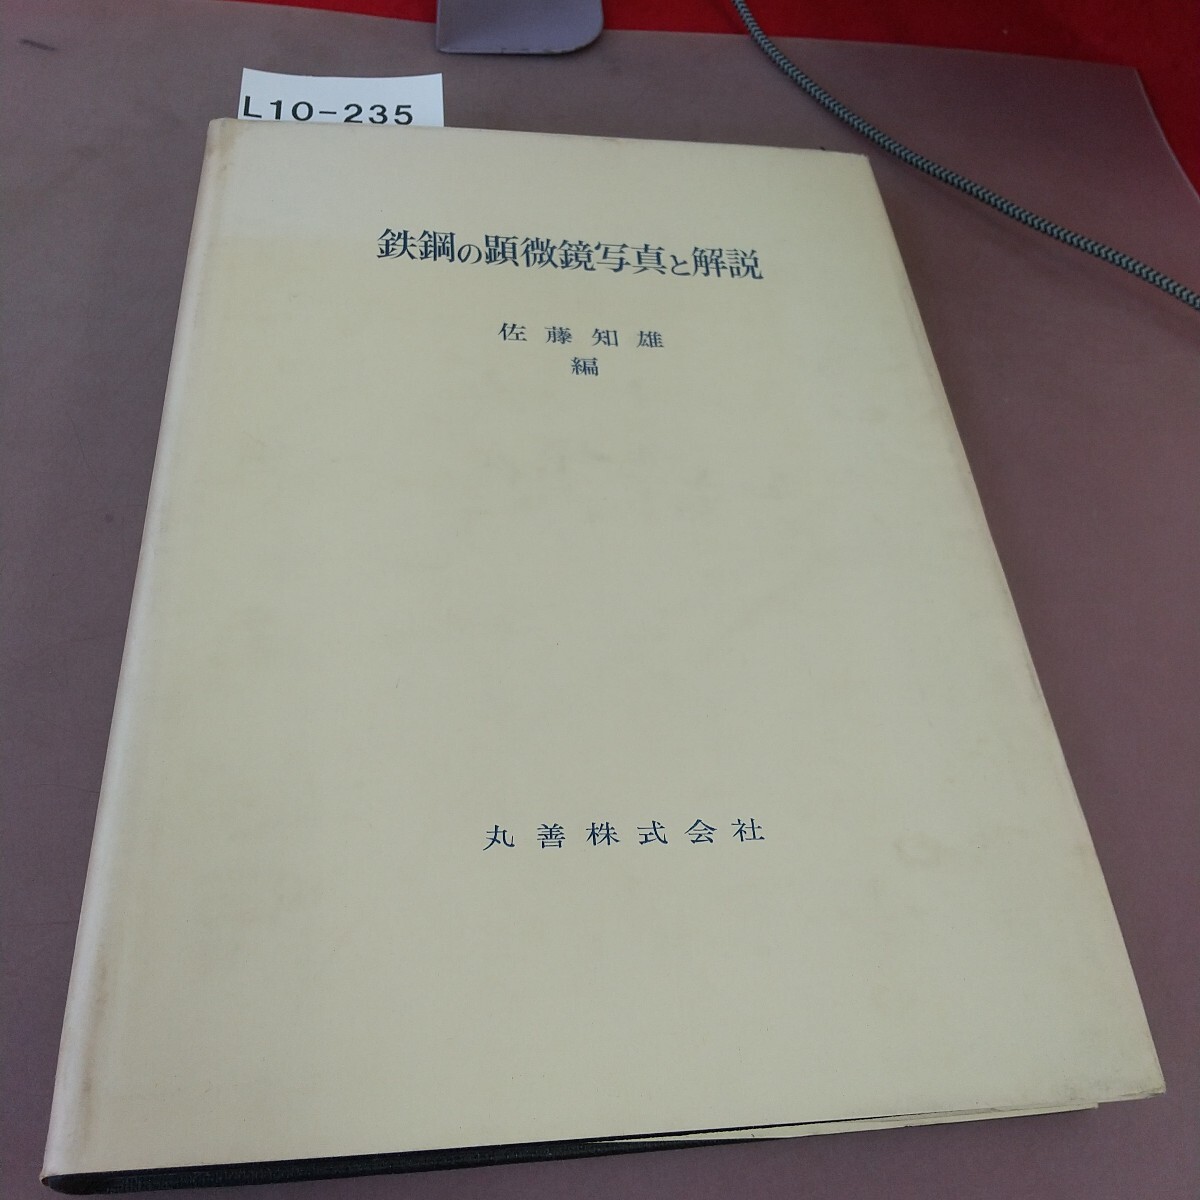 L10-235
鉄鋼の顕微鏡写真と解説
佐藤知雄
編
丸善株式会社